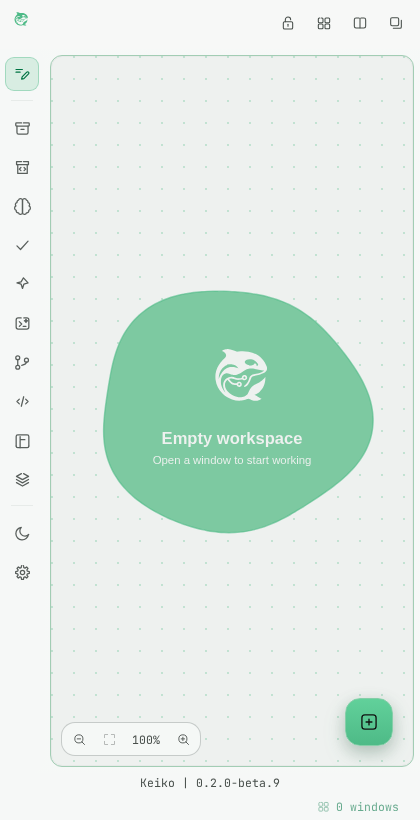 Empty workspace
Open a window to start working
100%
Keiko | 0.2.0-beta.9
0 windows